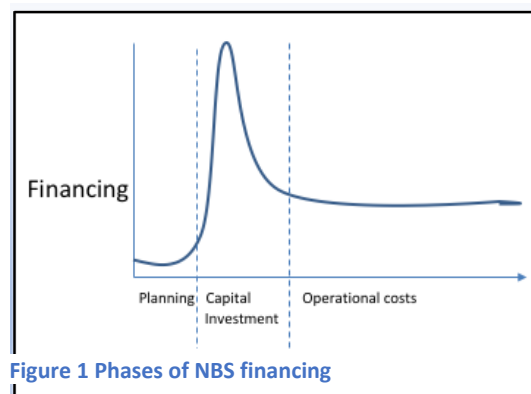 Financing
Planning
Capital
Investment
Operational costs
Figure 1 Phases of NBS financing